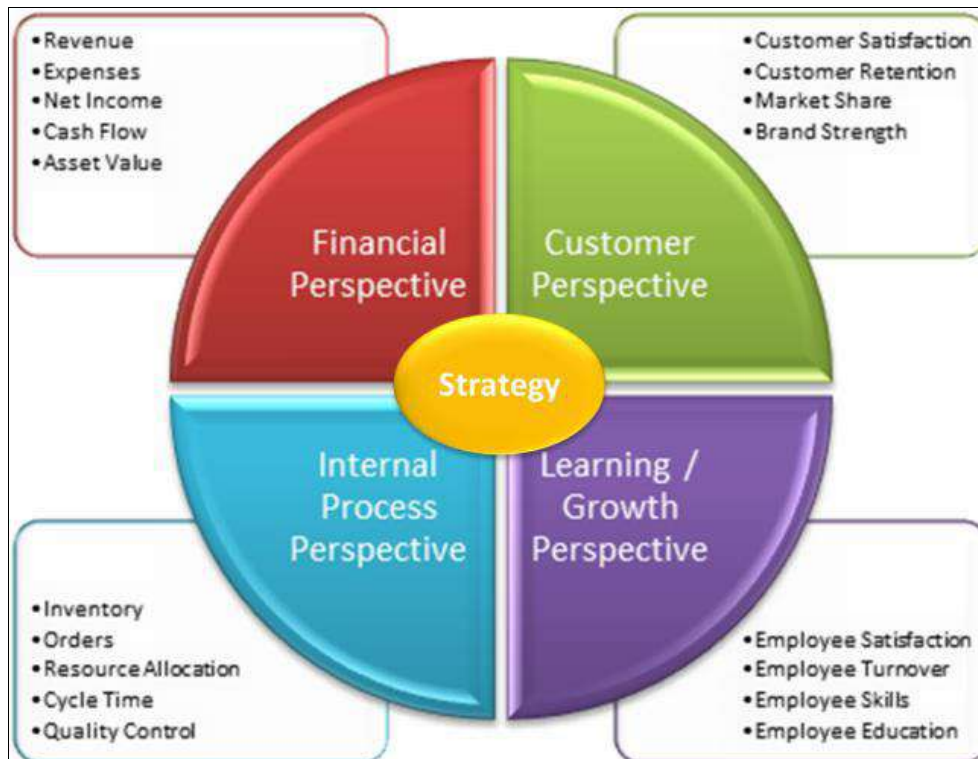 •Revenue
•Expenses
•Net Income
•Cash Flow
•Asset Value
•Customer Satisfaction
•Customer Retention
•Market Share
•Brand Strength
Financial
Perspective
Customer
Perspective
Strategy
Internal
Process
Perspective
Learning /
Growth
Perspective
•Inventory
•Orders
•Resource Allocation
•Cycle Time
•Quality Control
•Employee Satisfaction
•Employee Turnover
•Employee Skills
•Employee Education